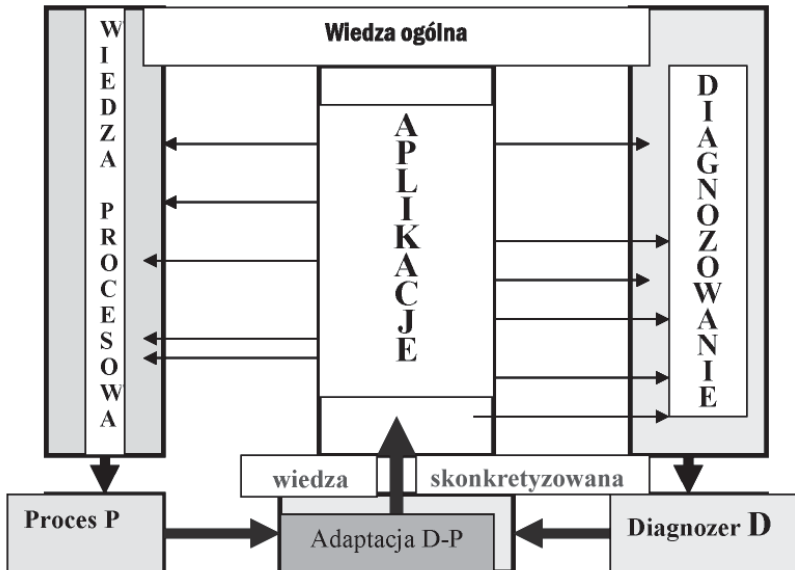 Wiedza ogólna
WIEDZA PROCESOWA
APLIKACJE
DIAGNOZOWANIE
wiedza
skonkretyzowana
Proces P
Adaptacja D-P
Diagnozer D